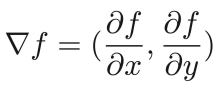 ∇f = (∂f/∂x, ∂f/∂y)